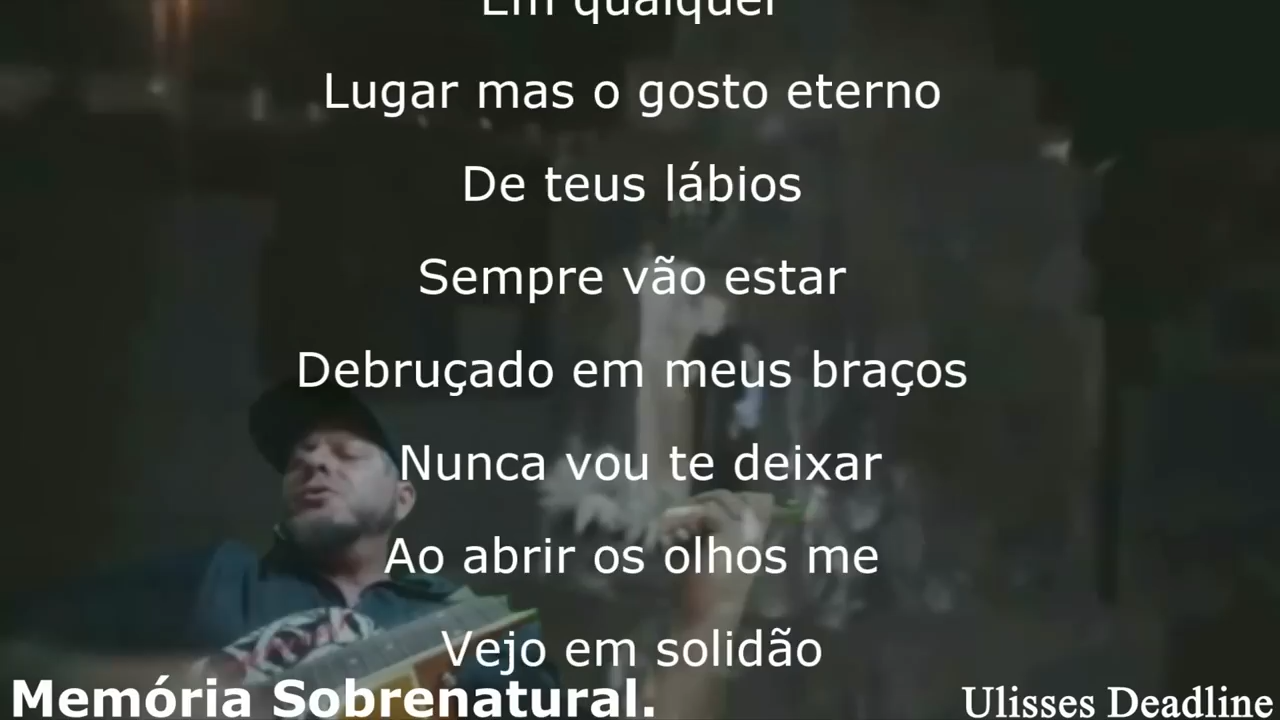 Em qualquer
Lugar mas o gosto eterno
De teus lábios
Sempre vão estar
Debruçado em meus braços
Nunca vou te deixar
Ao abrir os olhos me
Vejo em solidão
Memória Sobrenatural.
Ulisses Deadline